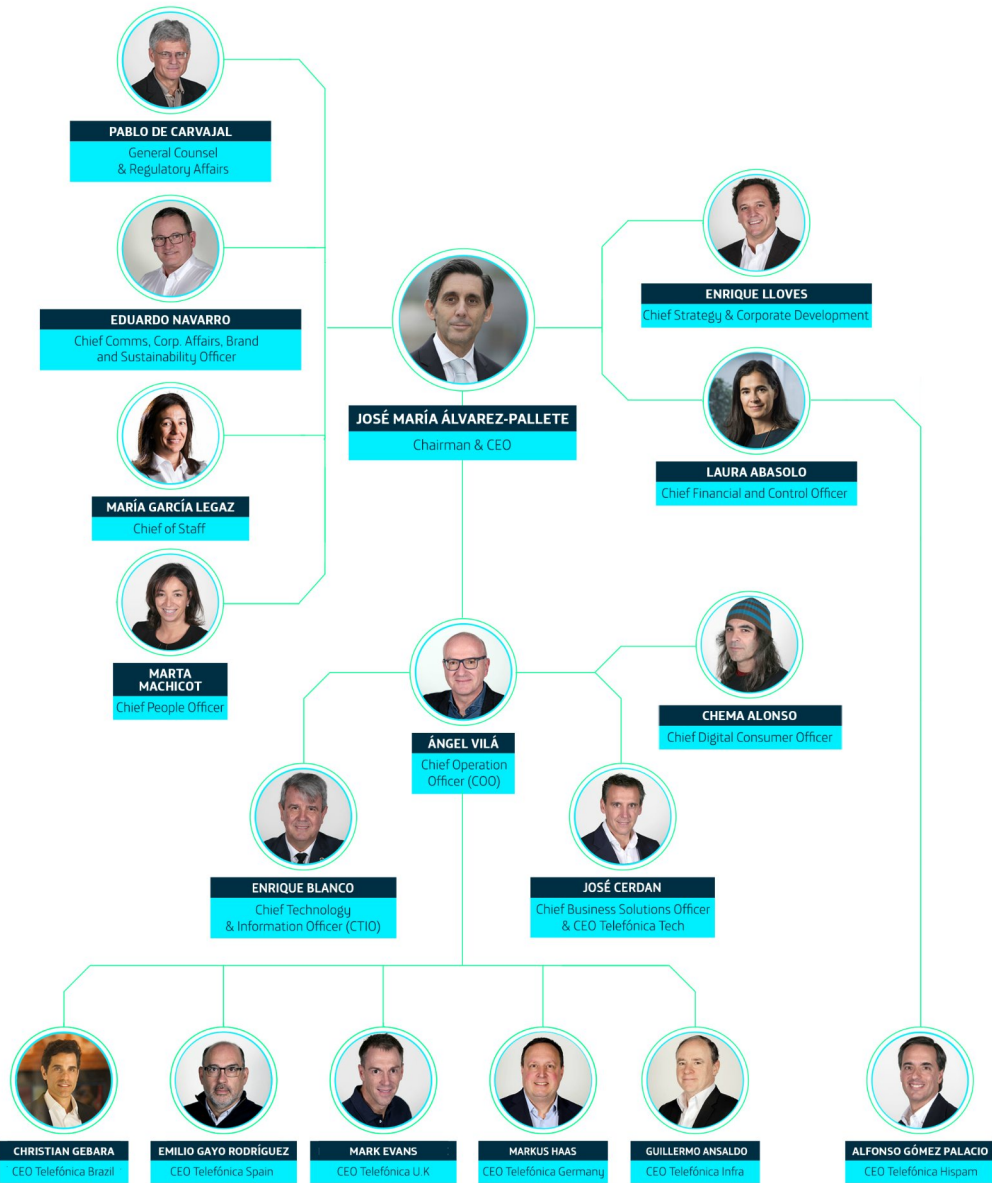 PABLO DE CARVAJAL
General Counsel
& Regulatory Affairs
EDUARDO NAVARRO
Chief Comms, Corp. Affairs, Brand
and Sustainability Officer
MARÍA GARCÍA LEGAZ
Chief of Staff
MARTA
MACHICOT
Chief People Officer
JOSÉ MARÍA ÁLVAREZ-PALLETE
Chairman & CEO
ENRIQUE LLOVES
Chief Strategy & Corporate Development
LAURA ABASOLO
Chief Financial and Control Officer
ÁNGEL VILÁ
Chief Operation
Officer (COO)
CHEMA ALONSO
Chief Digital Consumer Officer
ENRIQUE BLANCO
Chief Technology
& Information Officer (CTIO)
JOSÉ CERDAN
Chief Business Solutions Officer
& CEO Telefónica Tech
CHRISTIAN GEBARA
CEO Telefónica Brazil
EMILIO GAYO RODRÍGUEZ
CEO Telefónica Spain
MARK EVANS
CEO Telefónica U.K
MARKUS HAAS
CEO Telefónica Germany
GUILLERMO ANSALDO
CEO Telefónica Infra
ALFONSO GÓMEZ PALACIO
CEO Telefónica Hispam